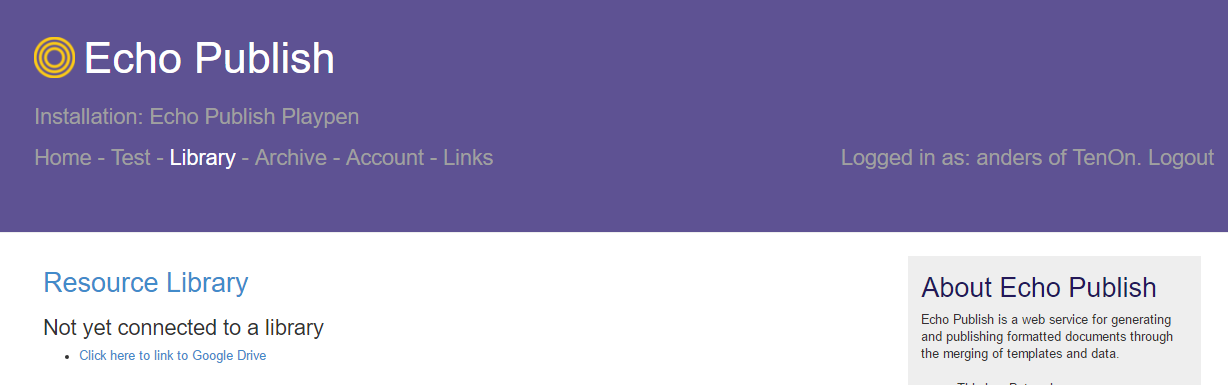 Echo Publish
Installation: Echo Publish Playpen
Home - Test - Library - Archive - Account - Links
Logged in as: anders of TenOn. Logout
Resource Library
Not yet connected to a library
Click here to link to Google Drive
About Echo Publish
Echo Publish is a web service for generating
and publishing formatted documents through
the merging of templates and data.